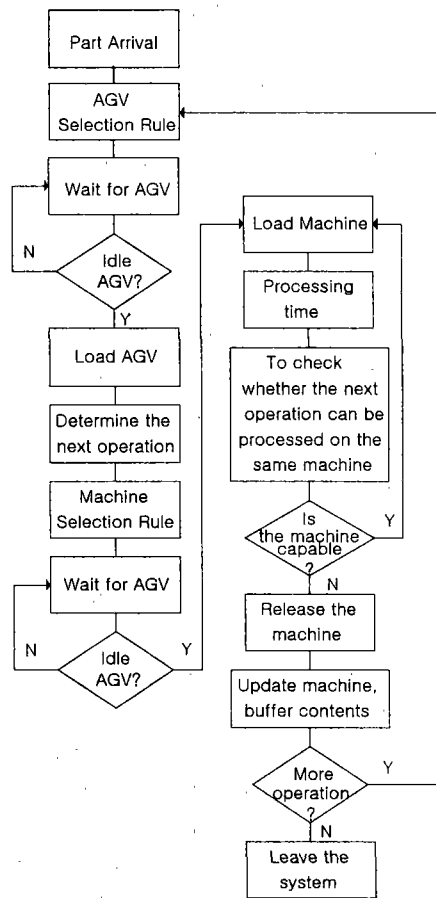 Part Arrival
AGV
Selection Rule
Wait for AGV
N
Idle
AGV?
Y
Load AGV
Determine the
next operation
Machine
Selection Rule
Wait for AGV
N
Y
Idle
AGV?
Load Machine
Processing
time
To check
whether the next
operation can be
processed on the
same machine
Is
the machine
capable
?
Y
N
Release the
machine
Update machine,
buffer contents
More
operation
?
Y
N
Leave the
system